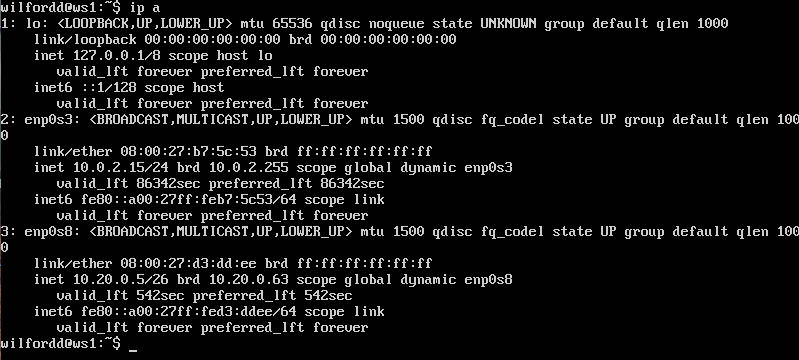 wilfordd@ws1:~$ ip a
1: lo: <LOOPBACK,UP,LOWER_UP> mtu 65536 qdisc noqueue state UNKNOWN group default qlen 1000
    link/loopback 00:00:00:00:00:00 brd 00:00:00:00:00:00
    inet 127.0.0.1/8 scope host lo
       valid_lft forever preferred_lft forever
    inet6 ::1/128 scope host
       valid_lft forever preferred_lft forever
2: enp0s3: <BROADCAST,MULTICAST,UP,LOWER_UP> mtu 1500 qdisc fq_codel state UP group default qlen 100
0
    link/ether 08:00:27:b7:5c:53 brd ff:ff:ff:ff:ff:ff
    inet 10.0.2.15/24 brd 10.0.2.255 scope global dynamic enp0s3
       valid_lft 86342sec preferred_lft 86342sec
    inet6 fe80::a00:27ff:feb7:5c53/64 scope link
       valid_lft forever preferred_lft forever
3: enp0s8: <BROADCAST,MULTICAST,UP,LOWER_UP> mtu 1500 qdisc fq_codel state UP group default qlen 100
0
    link/ether 08:00:27:d3:dd:ee brd ff:ff:ff:ff:ff:ff
    inet 10.20.0.5/26 brd 10.20.0.63 scope global dynamic enp0s8
       valid_lft 542sec preferred_lft 542sec
    inet6 fe80::a00:27ff:fed3:ddee/64 scope link
       valid_lft forever preferred_lft forever
wilfordd@ws1:~$ _